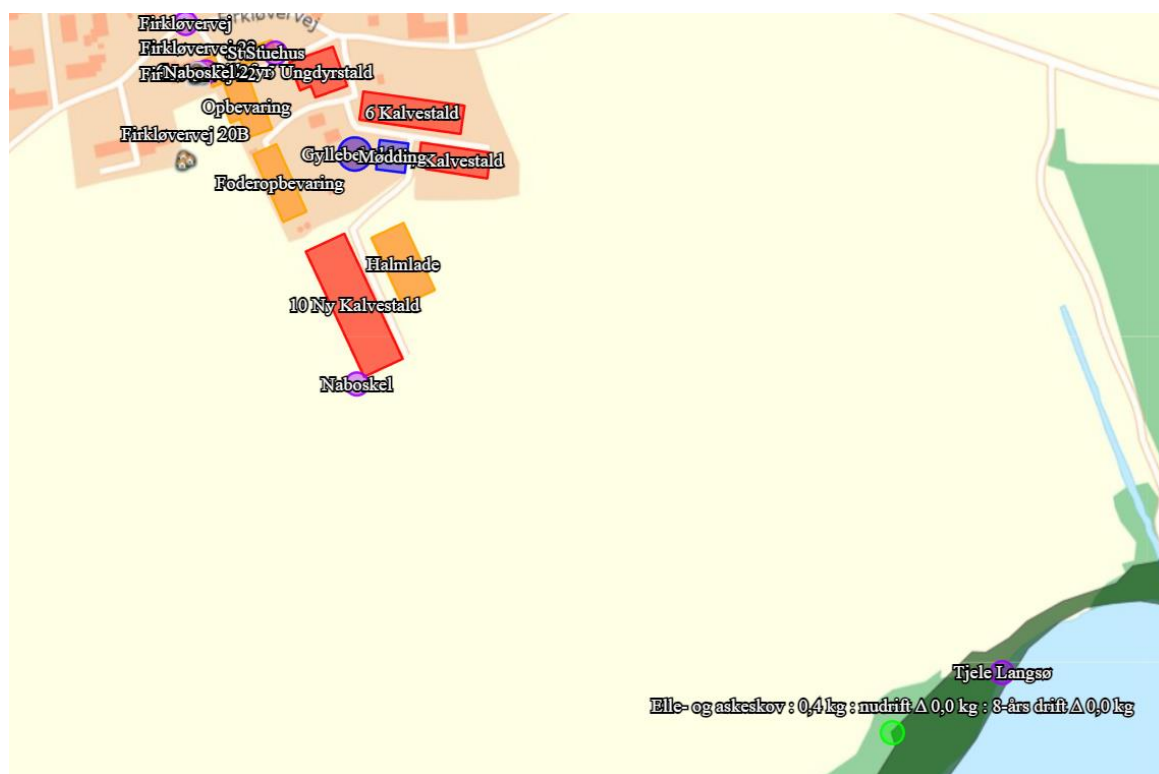 Firkløvervej
Firkløvervej
Stuehus
Naboskel
Ungdyrstald
Opbevaring
6 Kalvestald
Firkløvervej 20B
Mødding
Kalvestald
Foderopbevaring
Halmlade
10 Ny Kalvestald
Naboskel
Tjele Langsø
Elle- og askeskov : 0,4 kg : nudrift Δ 0,0 kg : 8-års drift Δ 0,0 kg